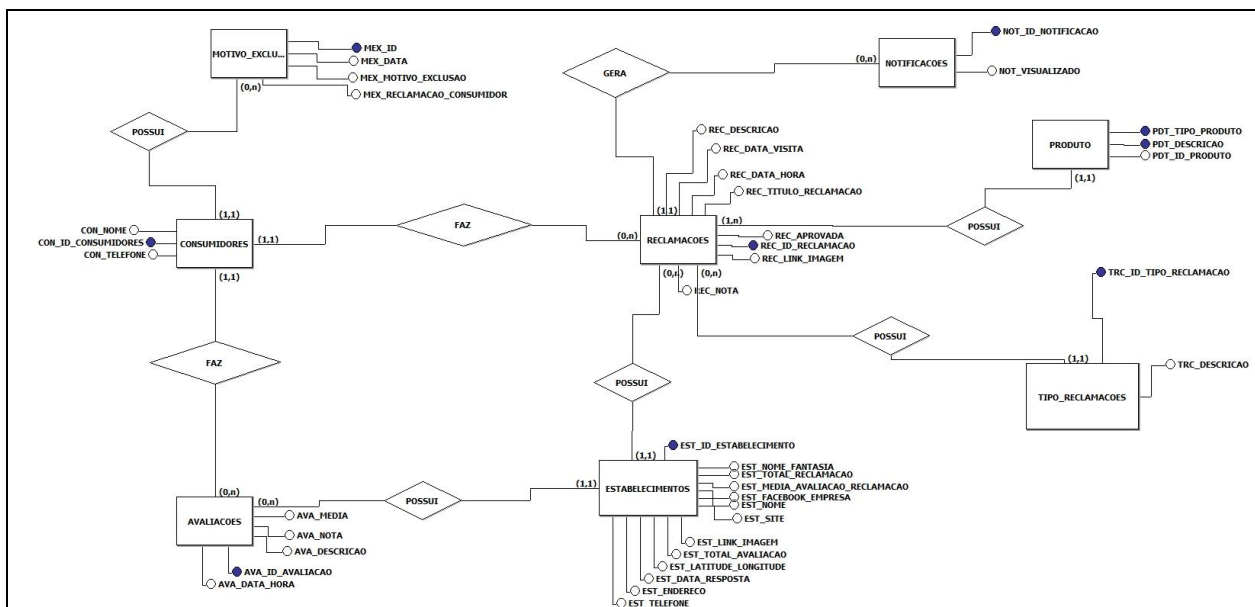 MOTIVO_EXCLU...
MEX_ID
MEX_DATA
MEX_MOTIVO_EXCLUSAO
MEX_RECLAMACAO_CONSUMIDOR
(0,n)
POSSUI
(1,1)
CON_NOME
CON_ID_CONSUMIDORES
CON_TELEFONE
CONSUMIDORES
(1,1)
(1,1)
FAZ
(0,n)
GERA
(0,n)
NOTIFICACOES
NOT_ID_NOTIFICACAO
NOT_VISUALIZADO
REC_DESCRICAO
REC_DATA_VISITA
REC_DATA_HORA
REC_TITULO_RECLAMACAO
(1,1)
(1,n)
RECLAMACOES
REC_APROVADA
REC_ID_RECLAMACAO
REC_LINK_IMAGEM
(0,n)
(0,n)
REC_NOTA
PRODUTO
PDT_TIPO_PRODUTO
PDT_DESCRICAO
PDT_ID_PRODUTO
(1,1)
POSSUI
TRC_ID_TIPO_RECLAMACAO
POSSUI
(1,1)
TRC_DESCRICAO
TIPO_RECLAMACOES
FAZ
POSSUI
EST_ID_ESTABELECIMENTO
(1,1)
(1,1)
ESTABELECIMENTOS
EST_NOME_FANTASIA
EST_TOTAL_RECLAMACAO
EST_MEDIA_AVALIACAO_RECLAMACAO
EST_FACEBOOK_EMPRESA
EST_NOME
EST_SITE
EST_LINK_IMAGEM
EST_TOTAL_AVALIACAO
EST_LATITUDE_LONGITUDE
EST_DATA_RESPOSTA
EST_ENDERECO
EST_TELEFONE
(0,n)
(0,n)
POSSUI
AVALIACOES
AVA_MEDIA
AVA_NOTA
AVA_DESCRICAO
AVA_ID_AVALIACAO
AVA_DATA_HORA